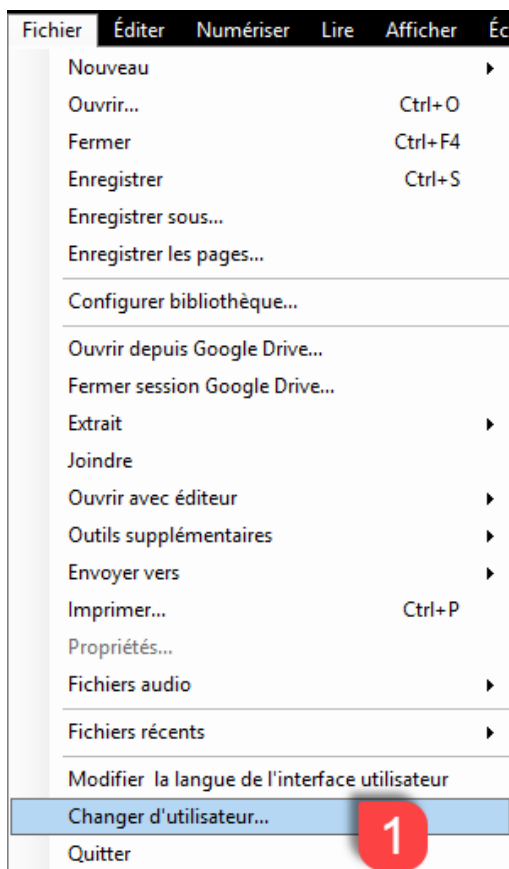 Fichier Éditer Numériser Lire Afficher Éc
Nouveau
Ouvrir... Ctrl+O
Fermer Ctrl+F4
Enregistrer Ctrl+S
Enregistrer sous...
Enregistrer les pages...
Configurer bibliothèque...
Ouvrir depuis Google Drive...
Fermer session Google Drive...
Extrait
Joindre
Ouvrir avec éditeur
Outils supplémentaires
Envoyer vers
Imprimer... Ctrl+P
Propriétés...
Fichiers audio
Fichiers récents
Modifier la langue de l'interface utilisateur
Changer d'utilisateur... 1
Quitter